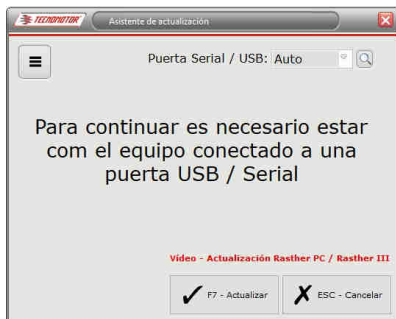 TECNOMOTOR Asistente de actualización
Puerta Serial / USB: Auto
Para continuar es necesario estar
com el equipo conectado a una
puerta USB / Serial
Vídeo - Actualización Rasther PC / Rasther III
F7 - Actualizar ESC - Cancelar